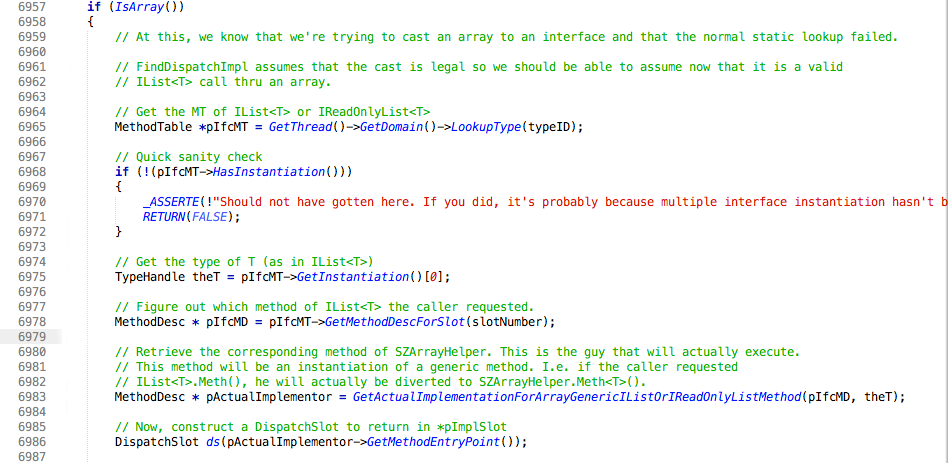 6957 if (IsArray())
6958 {
6959 // At this, we know that we're trying to cast an array to an interface and that the normal static lookup failed.
6960
6961 // FindDispatchImpl assumes that the cast is legal so we should be able to assume now that it is a valid
6962 // IList<T> call thru an array.
6963
6964 // Get the MT of IList<T> or IReadOnlyList<T>
6965 MethodTable *pIfcMT = GetThread()->GetDomain()->LookupType(typeID);
6966
6967 // Quick sanity check
6968 if (!(pIfcMT->HasInstantiation()))
6969 {
6970 _ASSERTE(!"Should not have gotten here. If you did, it's probably because multiple interface instantiation hasn't b
6971 RETURN(FALSE);
6972 }
6973
6974 // Get the type of T (as in IList<T>)
6975 TypeHandle theT = pIfcMT->GetInstantiation()[0];
6976
6977 // Figure out which method of IList<T> the caller requested.
6978 MethodDesc * pIfcMD = pIfcMT->GetMethodDescForSlot(slotNumber);
6979
6980 // Retrieve the corresponding method of SZArrayHelper. This is the guy that will actually execute.
6981 // This method will be an instantiation of a generic method. I.e. if the caller requested
6982 // IList<T>.Meth(), he will actually be diverted to SZArrayHelper.Meth<T>().
6983 MethodDesc * pActualImplementor = GetActualImplementationForArrayGenericIListOrIReadOnlyListMethod(pIfcMD, theT);
6984
6985 // Now, construct a DispatchSlot to return in *pImplSlot
6986 DispatchSlot ds(pActualImplementor->GetMethodEntryPoint());
6987